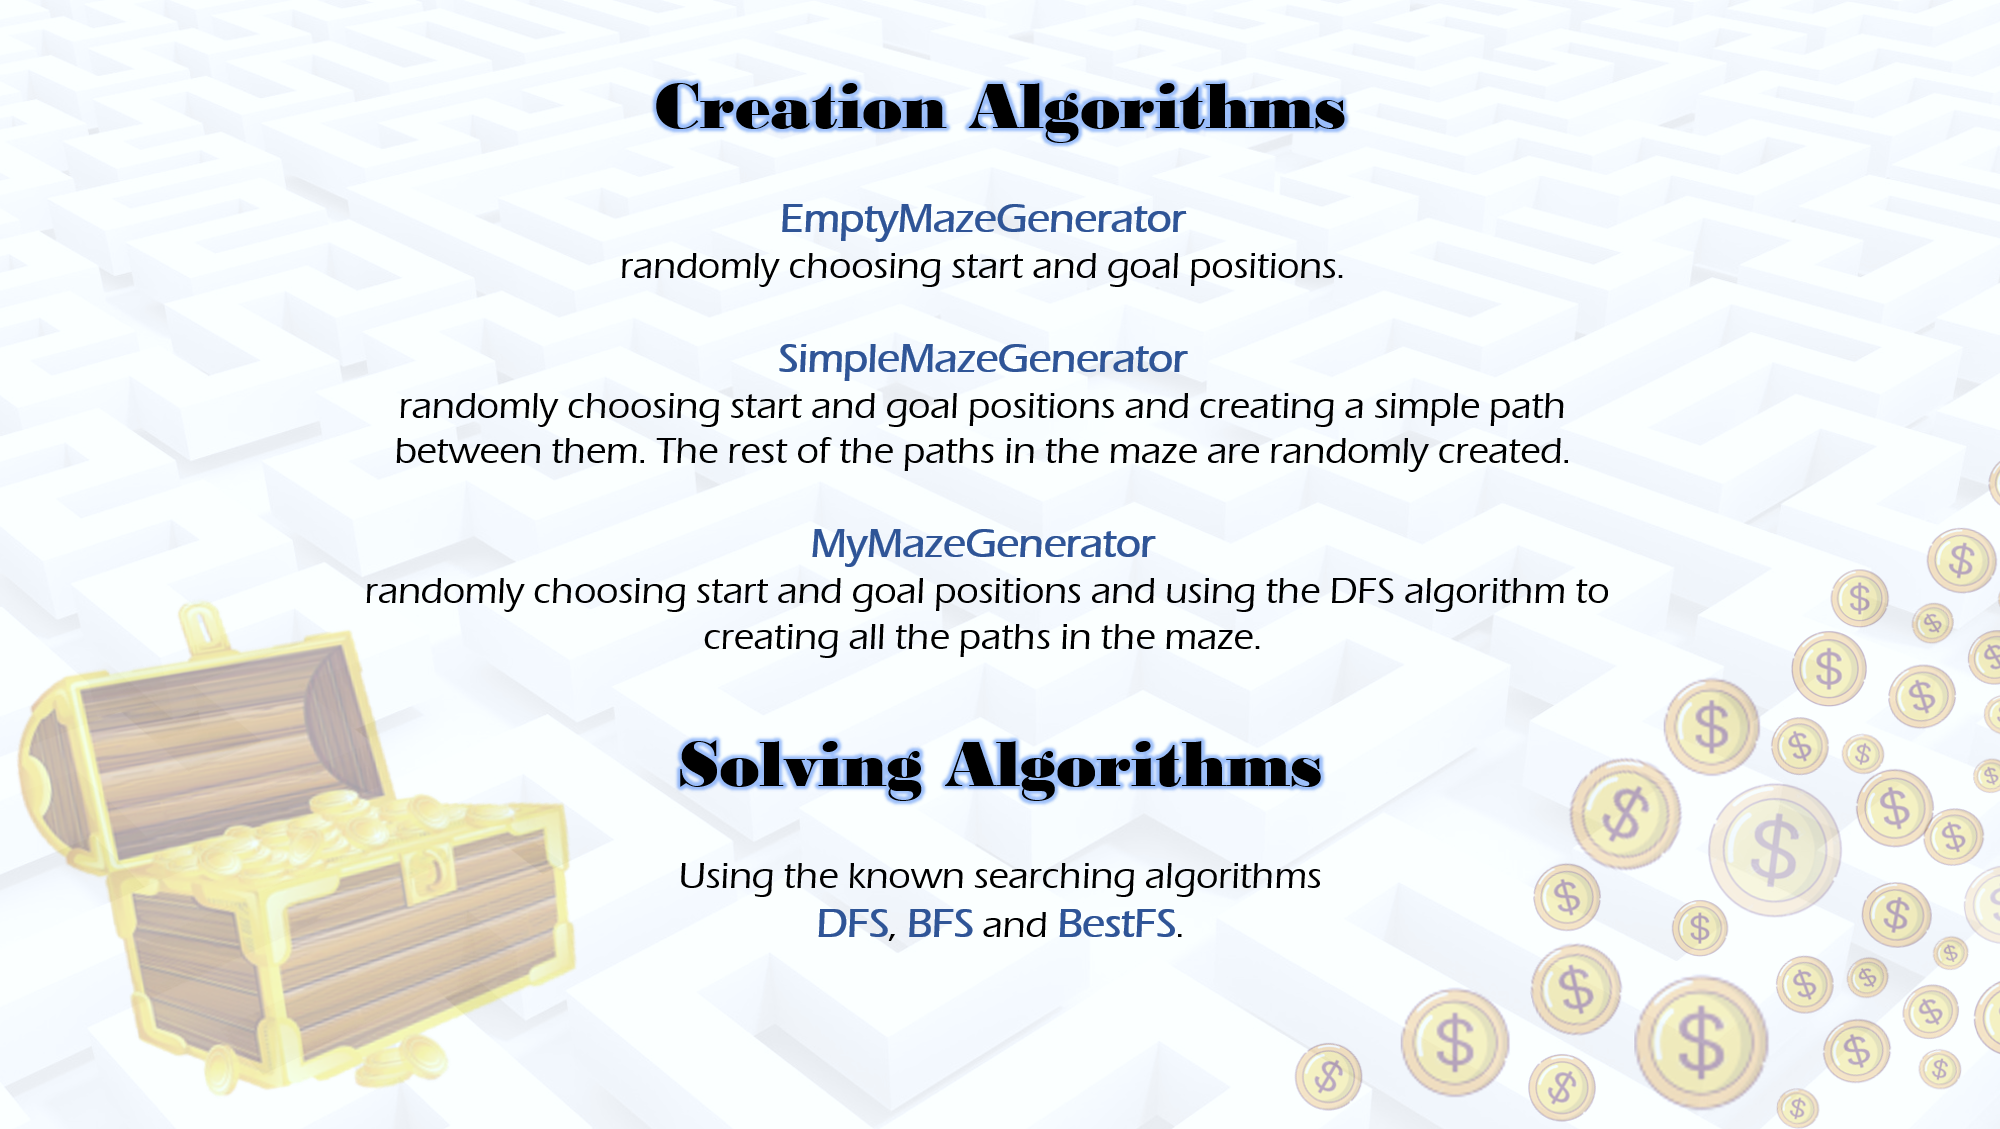 Creation Algorithms
EmptyMazeGenerator
randomly choosing start and goal positions.
SimpleMazeGenerator
randomly choosing start and goal positions and creating a simple path
between them. The rest of the paths in the maze are randomly created.
MyMazeGenerator
randomly choosing start and goal positions and using the DFS algorithm to
creating all the paths in the maze.
Solving Algorithms
Using the known searching algorithms
DFS, BFS and BestFS.